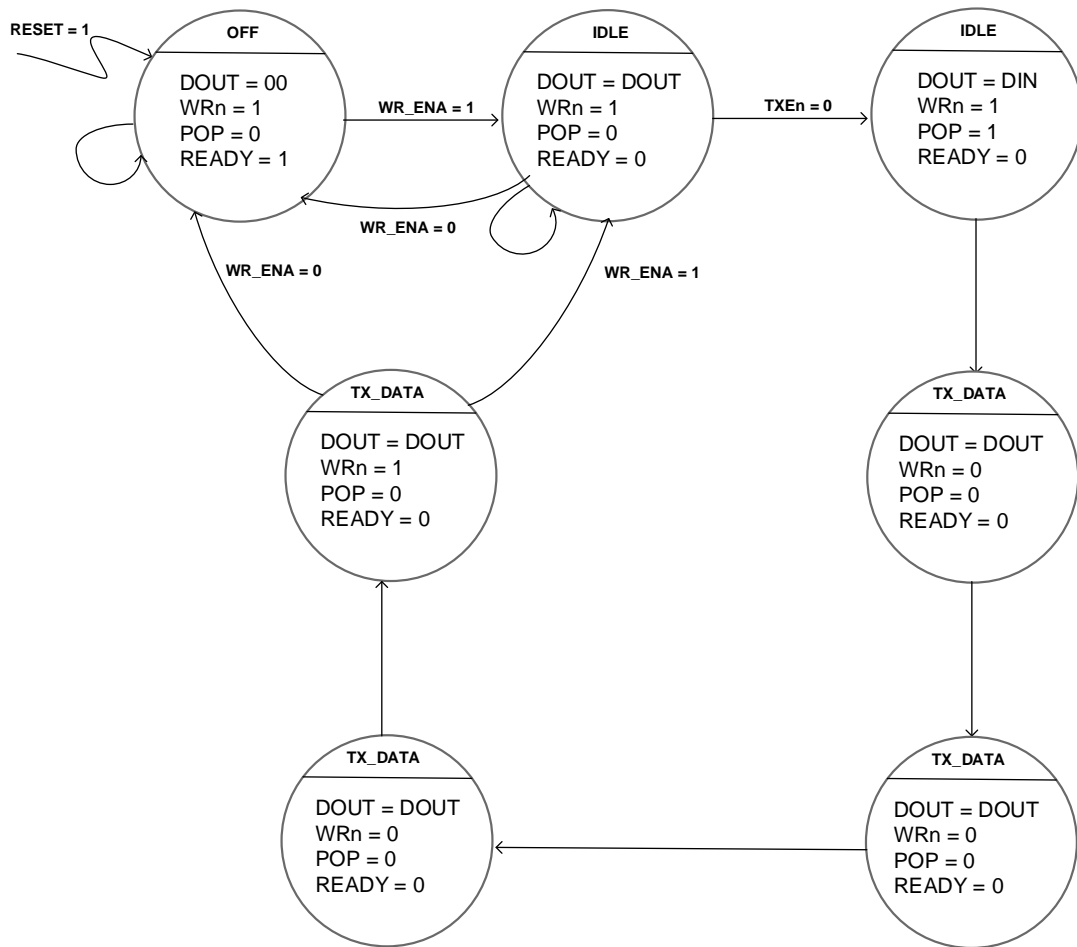 RESET = 1
OFF
DOUT = 00
WRn = 1
POP = 0
READY = 1
WR_ENA = 1
IDLE
DOUT = DOUT
WRn = 1
POP = 0
READY = 0
TXEn = 0
IDLE
DOUT = DIN
WRn = 1
POP = 1
READY = 0
WR_ENA = 0
WR_ENA = 0
WR_ENA = 1
TX_DATA
DOUT = DOUT
WRn = 1
POP = 0
READY = 0
TX_DATA
DOUT = DOUT
WRn = 0
POP = 0
READY = 0
TX_DATA
DOUT = DOUT
WRn = 0
POP = 0
READY = 0
TX_DATA
DOUT = DOUT
WRn = 0
POP = 0
READY = 0